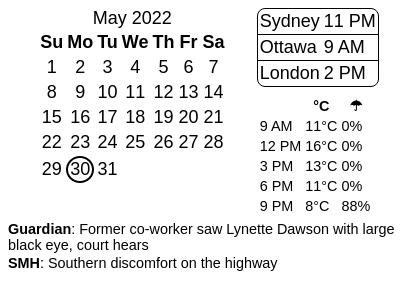 May 2022
Su Mo Tu We Th Fr Sa
1 2 3 4 5 6 7
8 9 10 11 12 13 14
15 16 17 18 19 20 21
22 23 24 25 26 27 28
29 30 31
Sydney 11 PM
Ottawa 9 AM
London 2 PM
°C ☂
9 AM 11°C 0%
12 PM 16°C 0%
3 PM 13°C 0%
6 PM 11°C 0%
9 PM 8°C 88%
Guardian: Former co-worker saw Lynette Dawson with large
black eye, court hears
SMH: Southern discomfort on the highway